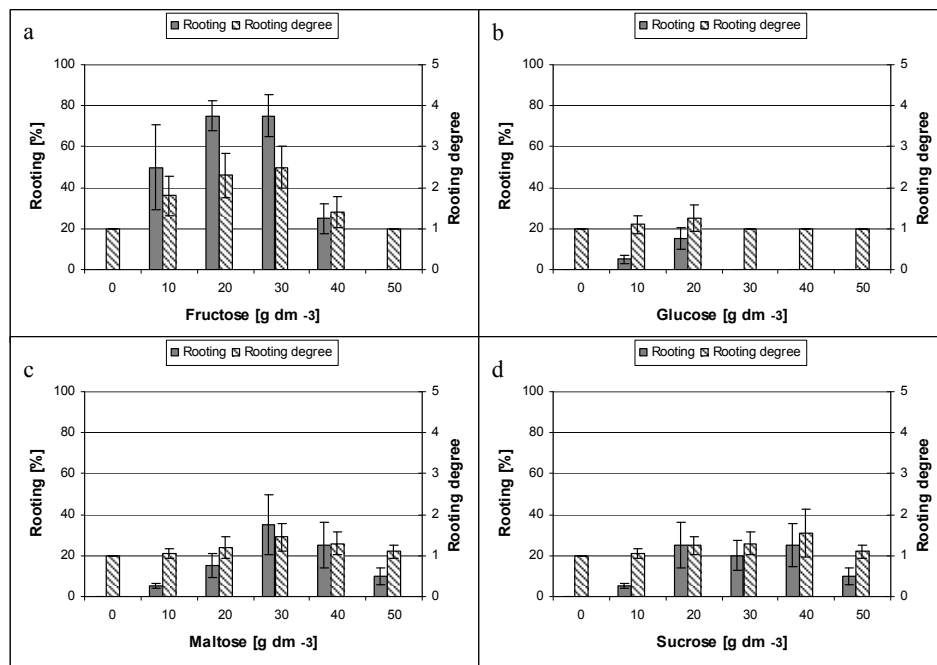 a
Rooting Rooting degree
100 5
80 4
60 3
40 2
20 1
0 0
Rooting [%]
Rooting degree
0 10 20 30 40 50
Fructose [g dm -3]
b
Rooting Rooting degree
100 5
80 4
60 3
40 2
20 1
0 0
Rooting [%]
Rooting degree
0 10 20 30 40 50
Glucose [g dm -3]
c
Rooting Rooting degree
100 5
80 4
60 3
40 2
20 1
0 0
Rooting [%]
Rooting degree
0 10 20 30 40 50
Maltose [g dm -3]
d
Rooting Rooting degree
100 5
80 4
60 3
40 2
20 1
0 0
Rooting [%]
Rooting degree
0 10 20 30 40 50
Sucrose [g dm -3]